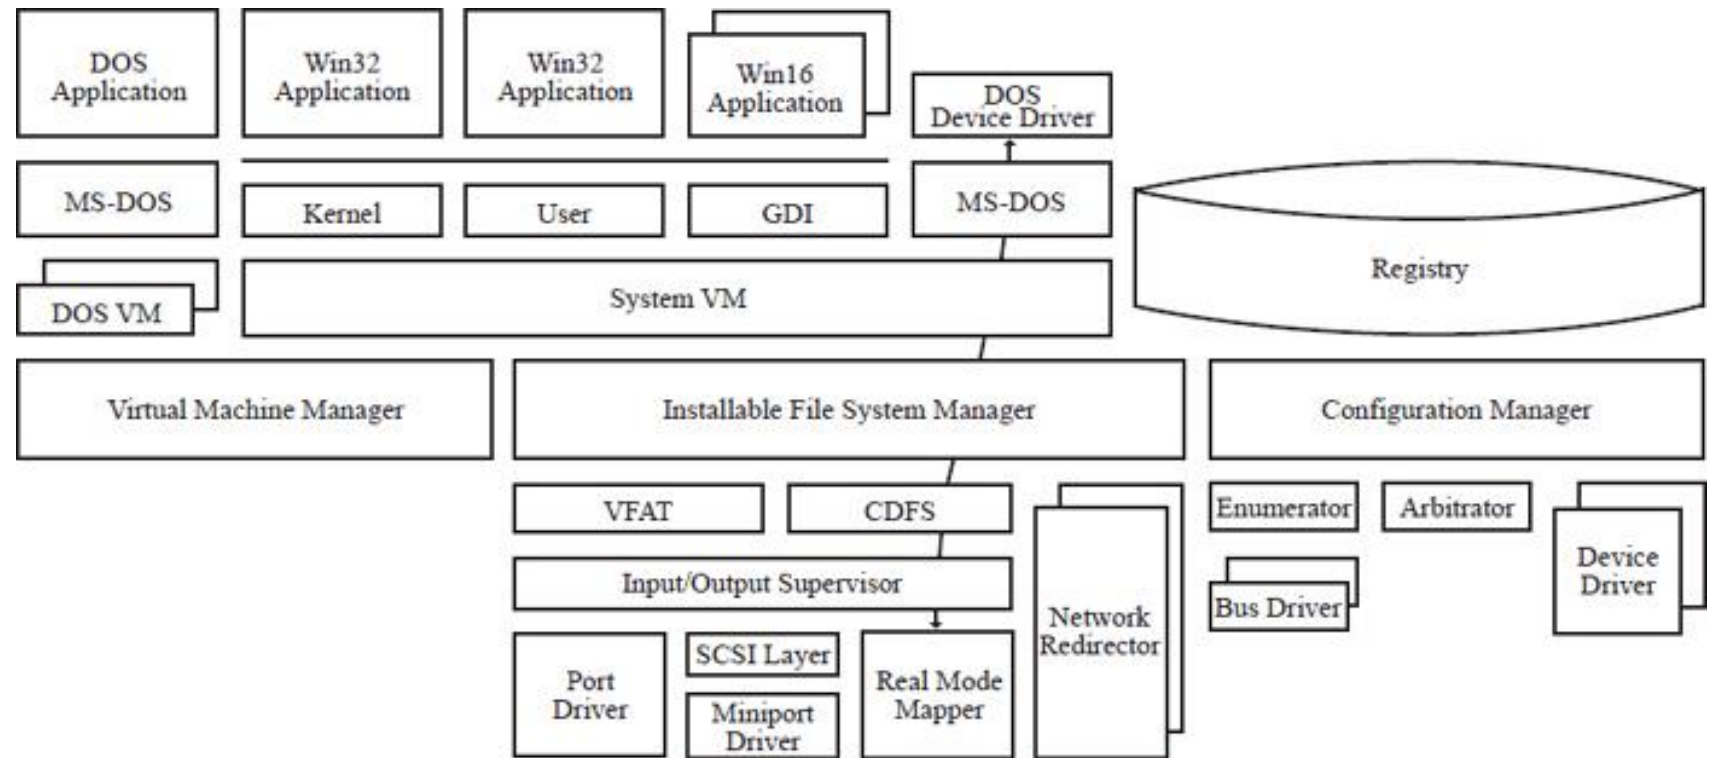 DOS
Application
Win32
Application
Win32
Application
Win16
Application
DOS
Device Driver
MS-DOS
Kernel
User
GDI
MS-DOS
Registry
DOS VM
System VM
Virtual Machine Manager
Installable File System Manager
Configuration Manager
VFAT
CDFS
Enumerator
Arbitrator
Device
Driver
Input/Output Supervisor
Bus Driver
Network
Redirector
Port
Driver
SCSI Layer
Miniport
Driver
Real Mode
Mapper